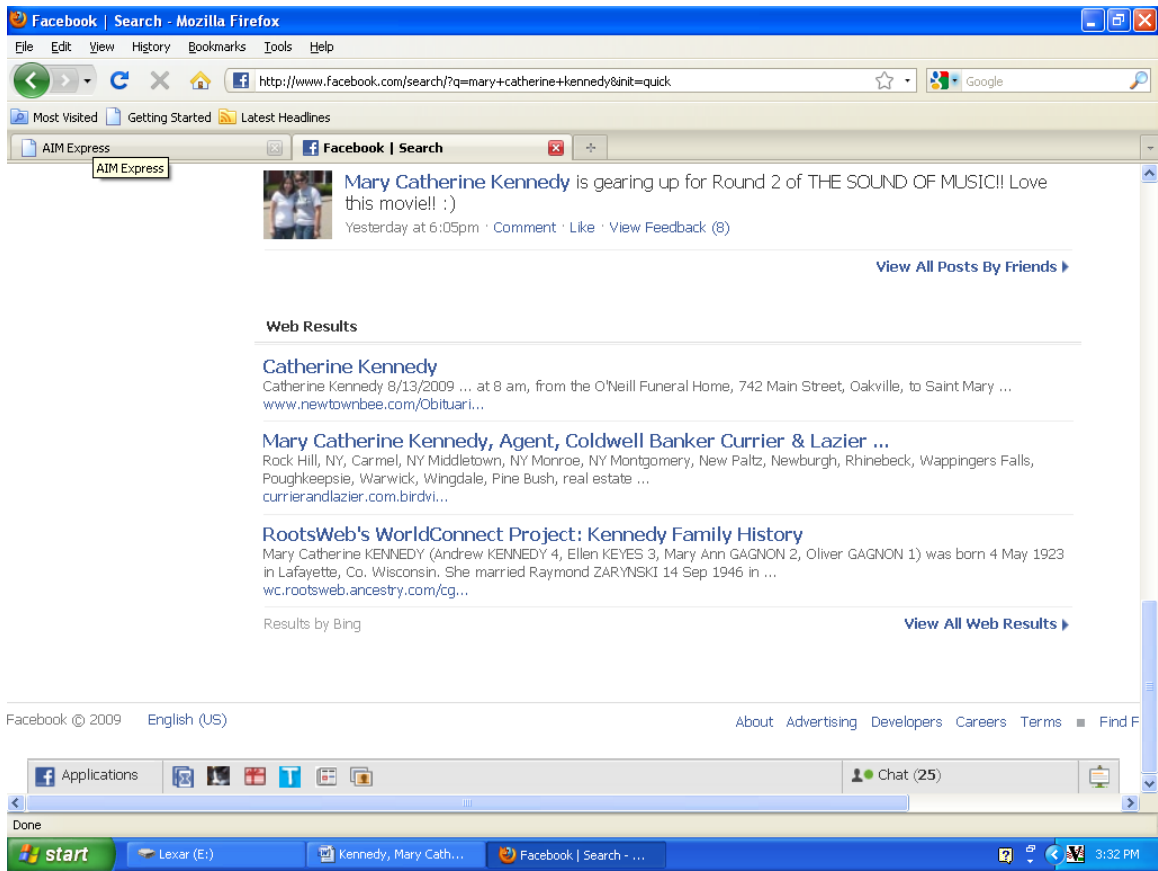 Facebook | Search - Mozilla Firefox
File Edit View History Bookmarks Tools Help
http://www.facebook.com/search/?q=mary+catherine+kennedy&init=quick
Google
Most Visited Getting Started Latest Headlines
AIM Express
Facebook | Search
AIM Express
Mary Catherine Kennedy is gearing up for Round 2 of THE SOUND OF MUSIC!! Love
this movie!! :)
Yesterday at 6:05pm · Comment · Like · View Feedback (8)
View All Posts By Friends
Web Results
Catherine Kennedy
Catherine Kennedy 8/13/2009 ... at 8 am, from the O'Neill Funeral Home, 742 Main Street, Oakville, to Saint Mary ...
www.newtownbee.com/Obituari...
Mary Catherine Kennedy, Agent, Coldwell Banker Currier & Lazier ...
Rock Hill, NY, Carmel, NY Middletown, NY Monroe, NY Montgomery, New Paltz, Newburgh, Rhinebeck, Wappingers Falls,
Poughkeepsie, Warwick, Wingdale, Pine Bush, real estate ...
currierandlazier.com.birdvi...
RootsWeb's WorldConnect Project: Kennedy Family History
Mary Catherine KENNEDY (Andrew KENNEDY 4, Ellen KEYES 3, Mary Ann GAGNON 2, Oliver GAGNON 1) was born 4 May 1923
in Lafayette, Co. Wisconsin. She married Raymond ZARYNSKI 14 Sep 1946 in ...
wc.rootsweb.ancestry.com/cg...
Results by Bing
View All Web Results
Facebook © 2009 English (US)
About Advertising Developers Careers Terms ■ Find F
Applications
Chat (25)
Done
start
Lexar (E:)
Kennedy, Mary Cath...
Facebook | Search - ...
3:32 PM